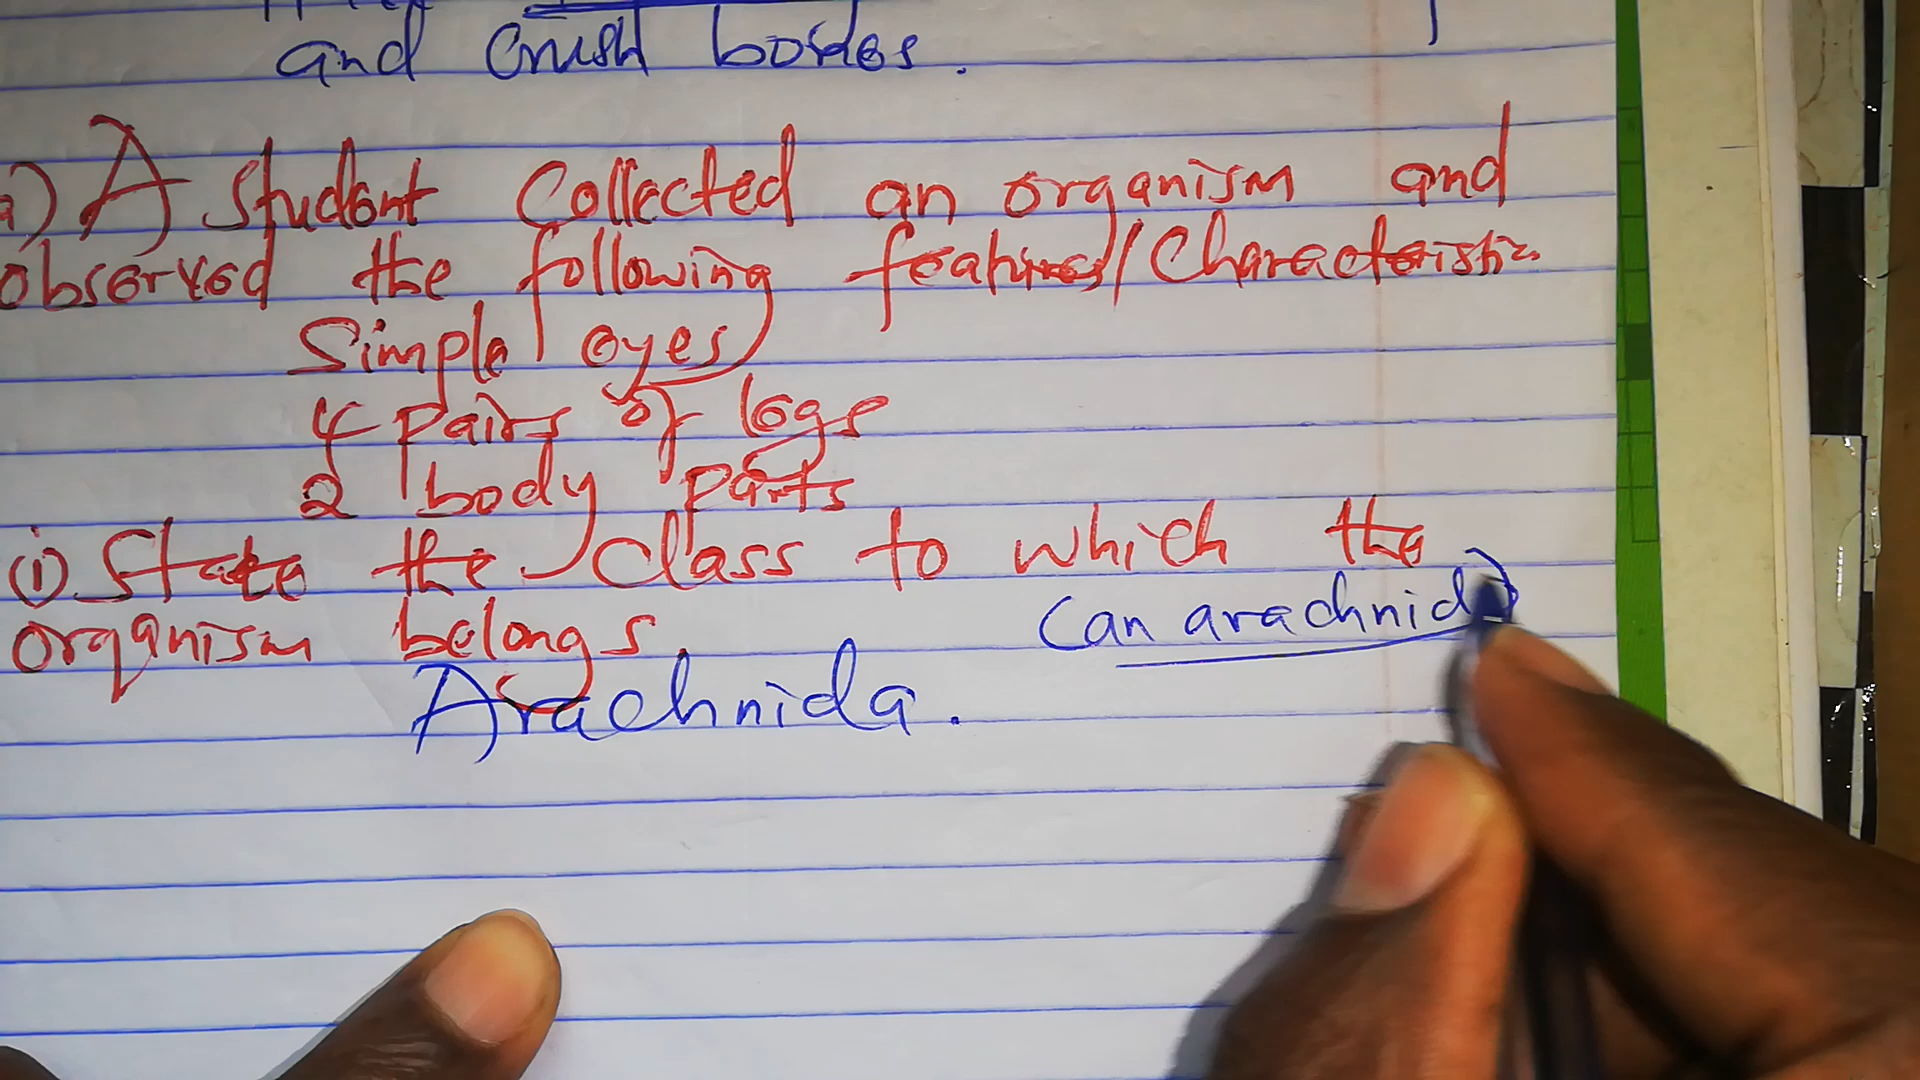 and crush bones.
a) A student collected an organism and
observed the following features/characteristics
Simple eyes
4 pairs of legs
2 body parts
(i) State the class to which the
organism belongs.
(an arachnid)
Arachnida.